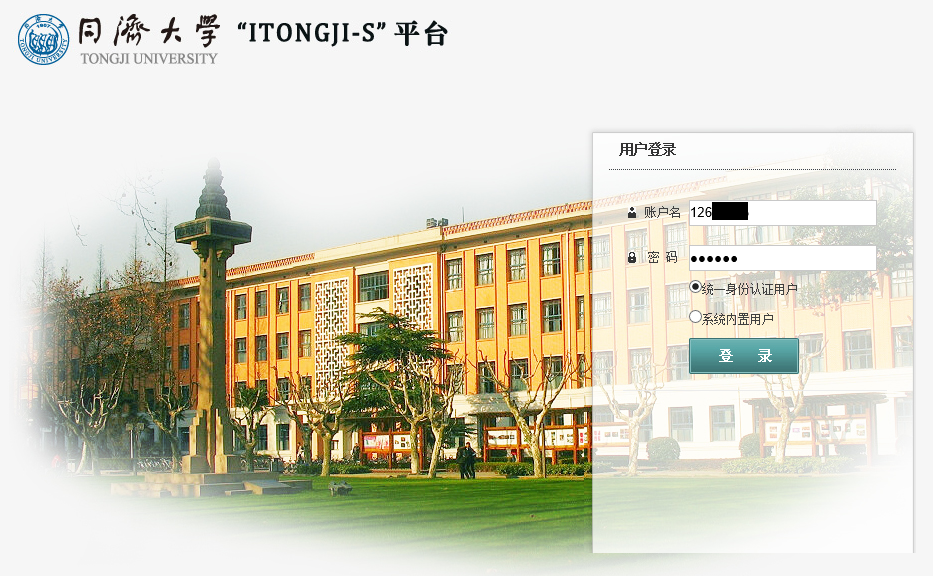 同濟大学 “ITONGJI-S” 平台
TONGJI UNIVERSITY
用户登录
账户名 126
密 码 ●●●●●●
统一身份认证用户
系统内置用户
登 录